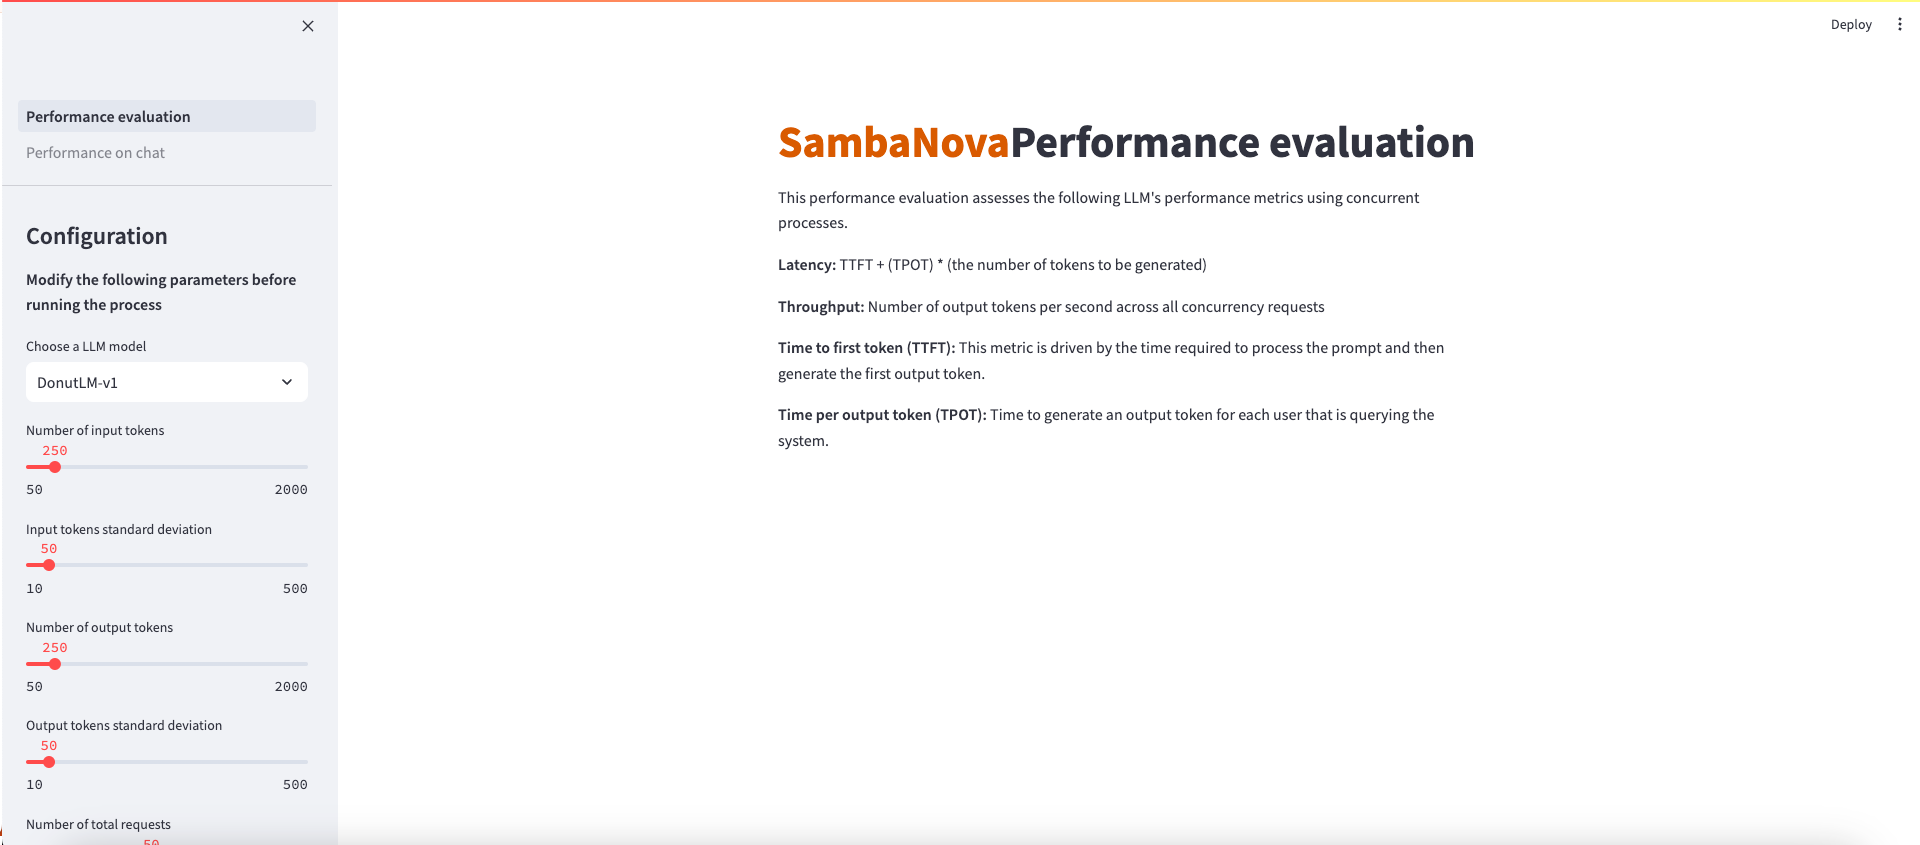 Deploy
Performance evaluation
Performance on chat
Configuration
Modify the following parameters before
running the process
Choose a LLM model
DonutLM-v1
Number of input tokens
250
50 2000
Input tokens standard deviation
50
10 500
Number of output tokens
250
50 2000
Output tokens standard deviation
50
10 500
Number of total requests
50
SambaNovaPerformance evaluation
This performance evaluation assesses the following LLM's performance metrics using concurrent
processes.
Latency: TTFT + (TPOT) * (the number of tokens to be generated)
Throughput: Number of output tokens per second across all concurrency requests
Time to first token (TTFT): This metric is driven by the time required to process the prompt and then
generate the first output token.
Time per output token (TPOT): Time to generate an output token for each user that is querying the
system.